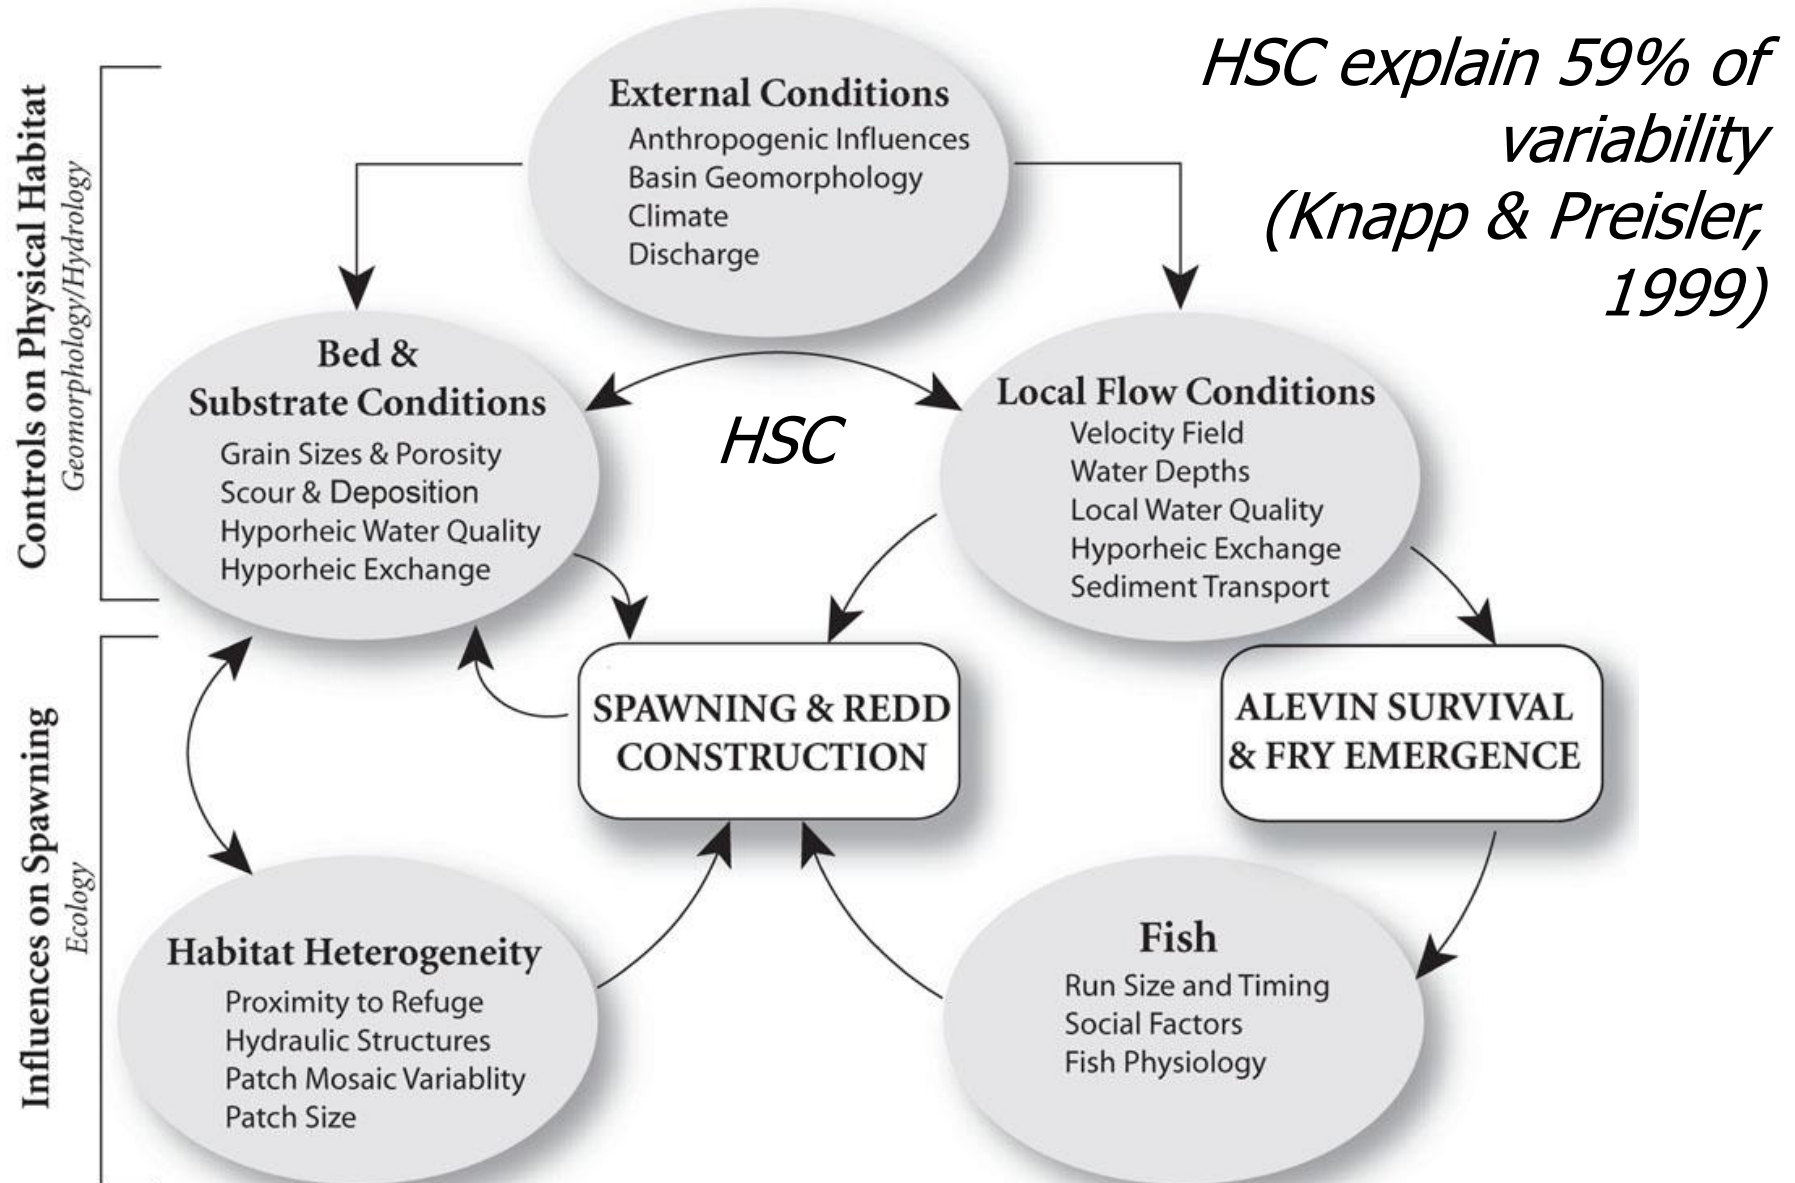 HSC explain 59% of
variability
(Knapp & Preisler,
1999)
Controls on Physical Habitat
Geomorphology/Hydrology
External Conditions
Anthropogenic Influences
Basin Geomorphology
Climate
Discharge
Bed &
Substrate Conditions
Grain Sizes & Porosity
Scour & Deposition
Hyporheic Water Quality
Hyporheic Exchange
HSC
Local Flow Conditions
Velocity Field
Water Depths
Local Water Quality
Hyporheic Exchange
Sediment Transport
Influences on Spawning
Ecology
SPAWNING & REDD
CONSTRUCTION
ALEVIN SURVIVAL
& FRY EMERGENCE
Habitat Heterogeneity
Proximity to Refuge
Hydraulic Structures
Patch Mosaic Variablity
Patch Size
Fish
Run Size and Timing
Social Factors
Fish Physiology